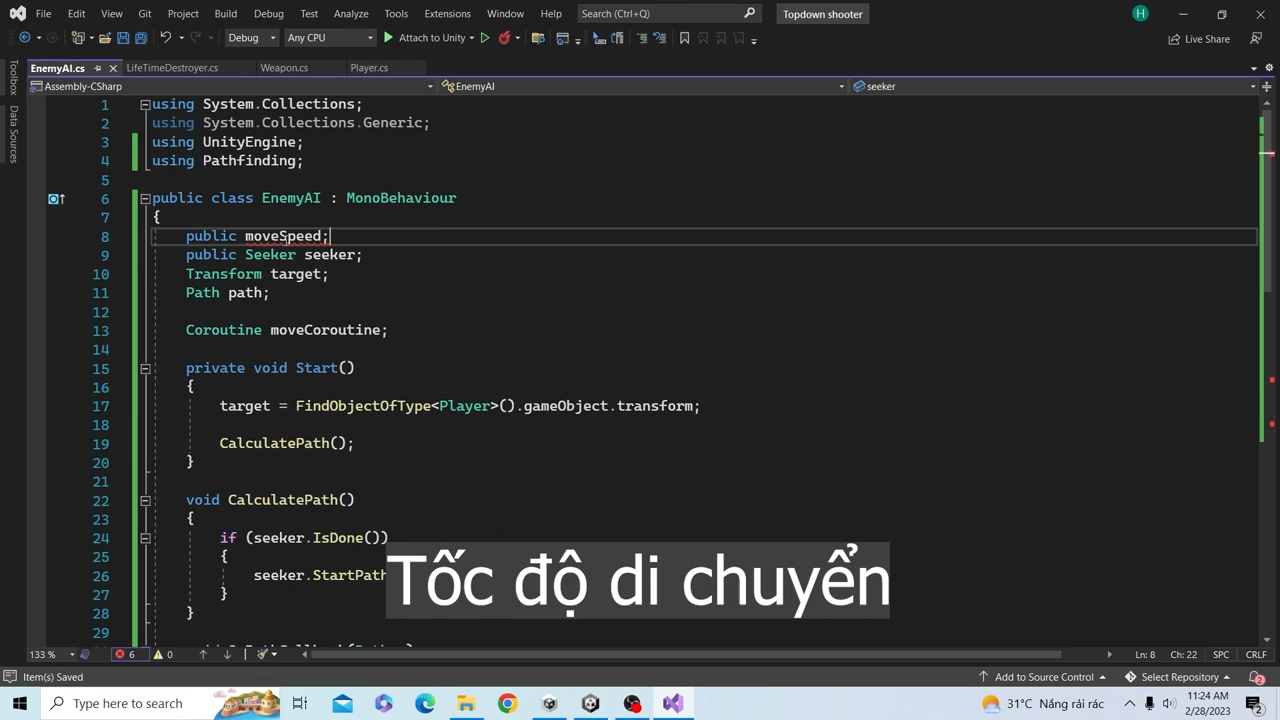 File Edit View Git Project Build Debug Test Analyze Tools Extensions Window Help Search (Ctrl+Q) Topdown shooter H
Debug Any CPU Attach to Unity Live Share
EnemyAI.cs LifeTimeDestroyer.cs Weapon.cs Player.cs
Toolbox
Data Sources
Assembly-CSharp EnemyAI seeker
1 using System.Collections;
2 using System.Collections.Generic;
3 using UnityEngine;
4 using Pathfinding;
5
6 public class EnemyAI : MonoBehaviour
7 {
8 public moveSpeed;
9 public Seeker seeker;
10 Transform target;
11 Path path;
12
13 Coroutine moveCoroutine;
14
15 private void Start()
16 {
17 target = FindObjectOfType<Player>().gameObject.transform;
18
19 CalculatePath();
20 }
21
22 void CalculatePath()
23 {
24 if (seeker.IsDone())
25 {
26 seeker.StartPath
27 }
28 }
29
Tốc độ di chuyển
133 % 6 0 Ln: 8 Ch: 22 SPC CRLF
Item(s) Saved Add to Source Control Select Repository 2
Type here to search 31°C Nắng rải rác 11:24 AM 2/28/2023 2